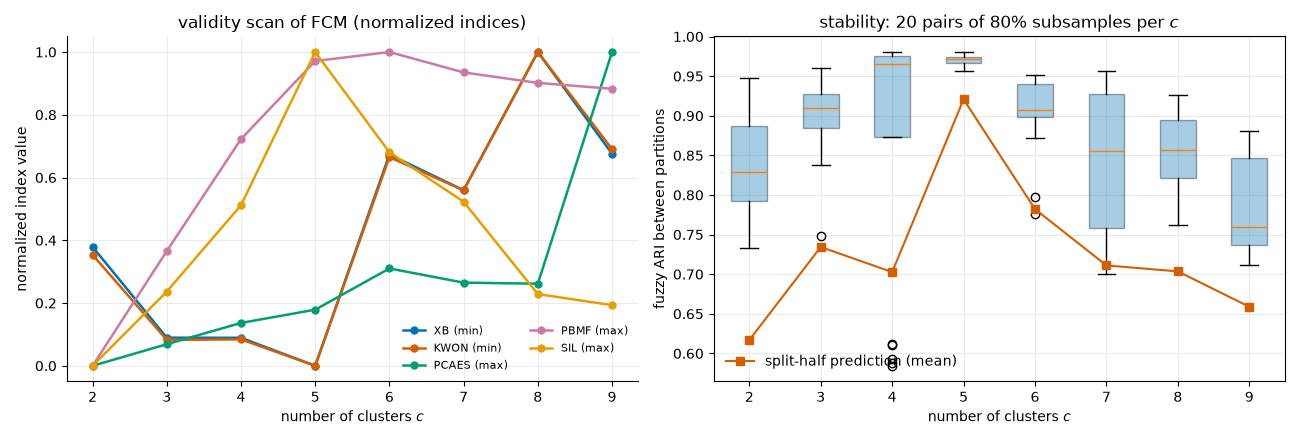 validity scan of FCM (normalized indices)
normalized index value
1.0
0.8
0.6
0.4
0.2
0.0
XB (min)
KWON (min)
PCAES (max)
PBMF (max)
SIL (max)
2 3 4 5 6 7 8 9
number of clusters c
stability: 20 pairs of 80% subsamples per c
fuzzy ARI between partitions
1.00
0.95
0.90
0.85
0.80
0.75
0.70
0.65
0.60
split-half prediction (mean)
2 3 4 5 6 7 8 9
number of clusters c